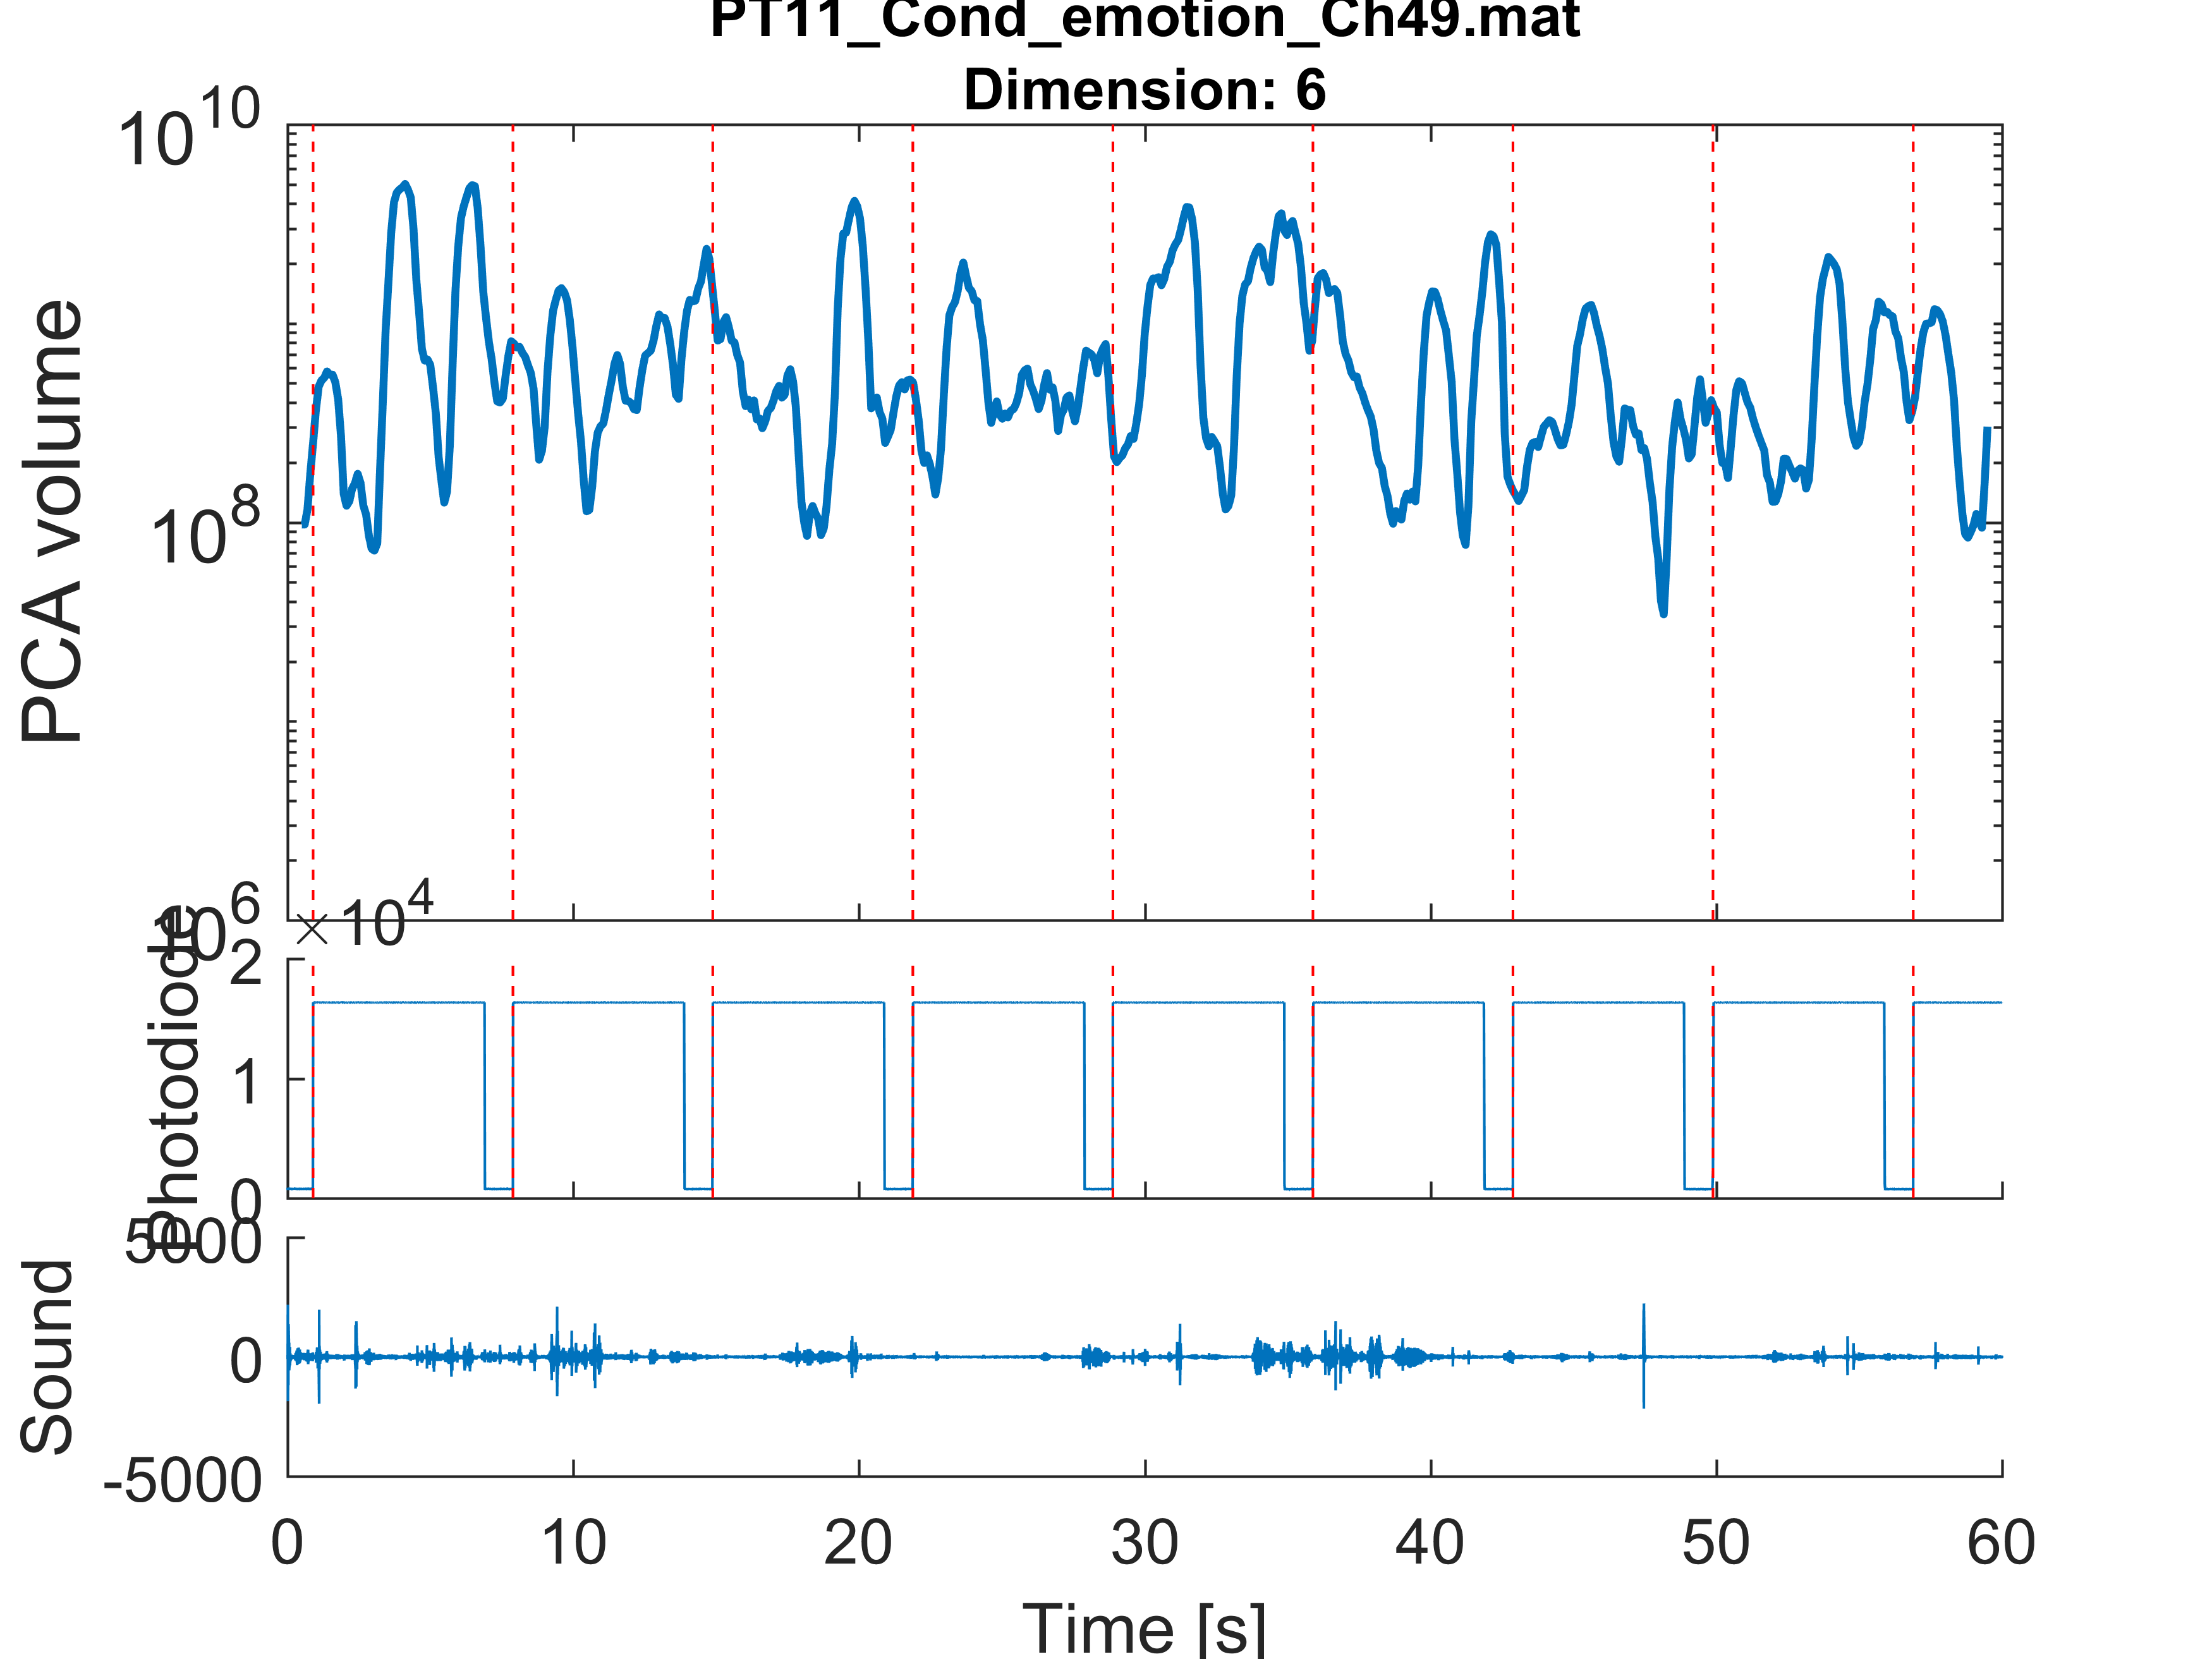 PT11_Cond_emotion_Ch49.mat
Dimension: 6
10^10
10^8
10^6
PCA volume
×10^4
2
1
0
Photodiode
5000
0
-5000
Sound
0 10 20 30 40 50 60
Time [s]